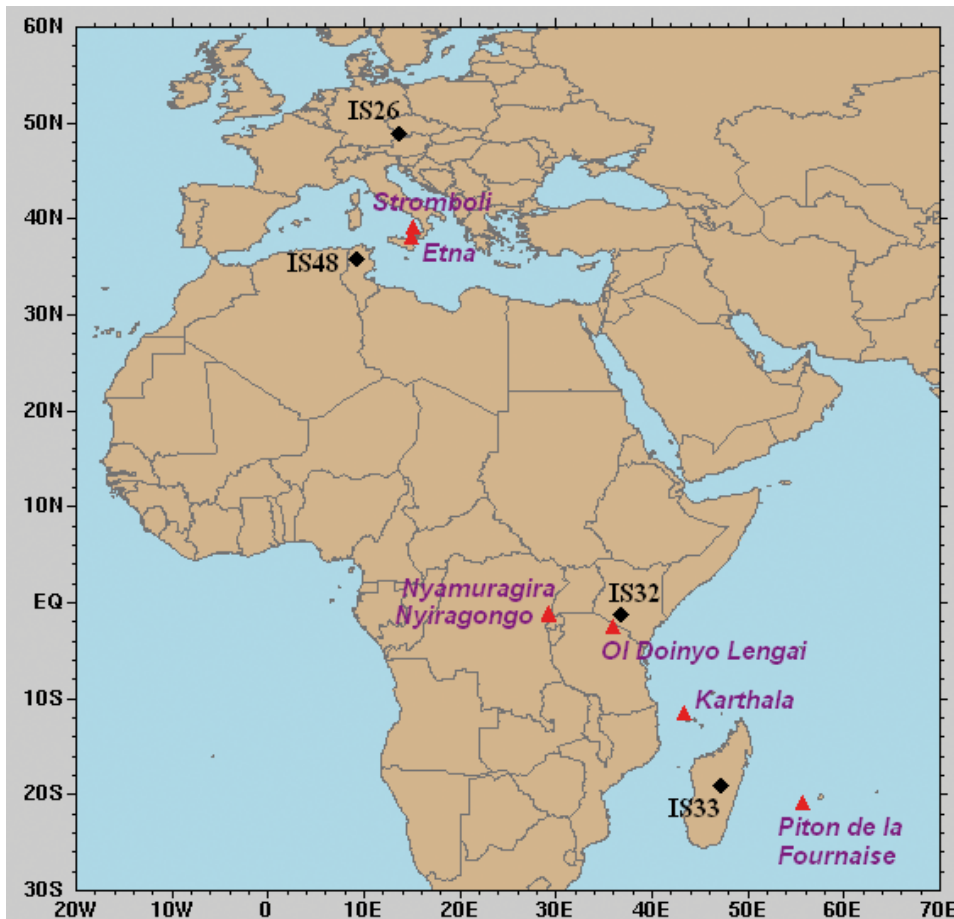 60N
50N
40N
30N
20N
10N
EQ
10S
20S
30S
IS26
Stromboli
Etna
IS48
Nyamuragira
Nyiragongo
IS32
Ol Doinyo Lengai
Karthala
IS33
Piton de la
Fournaise
20W 10W 0 10E 20E 30E 40E 50E 60E 70E